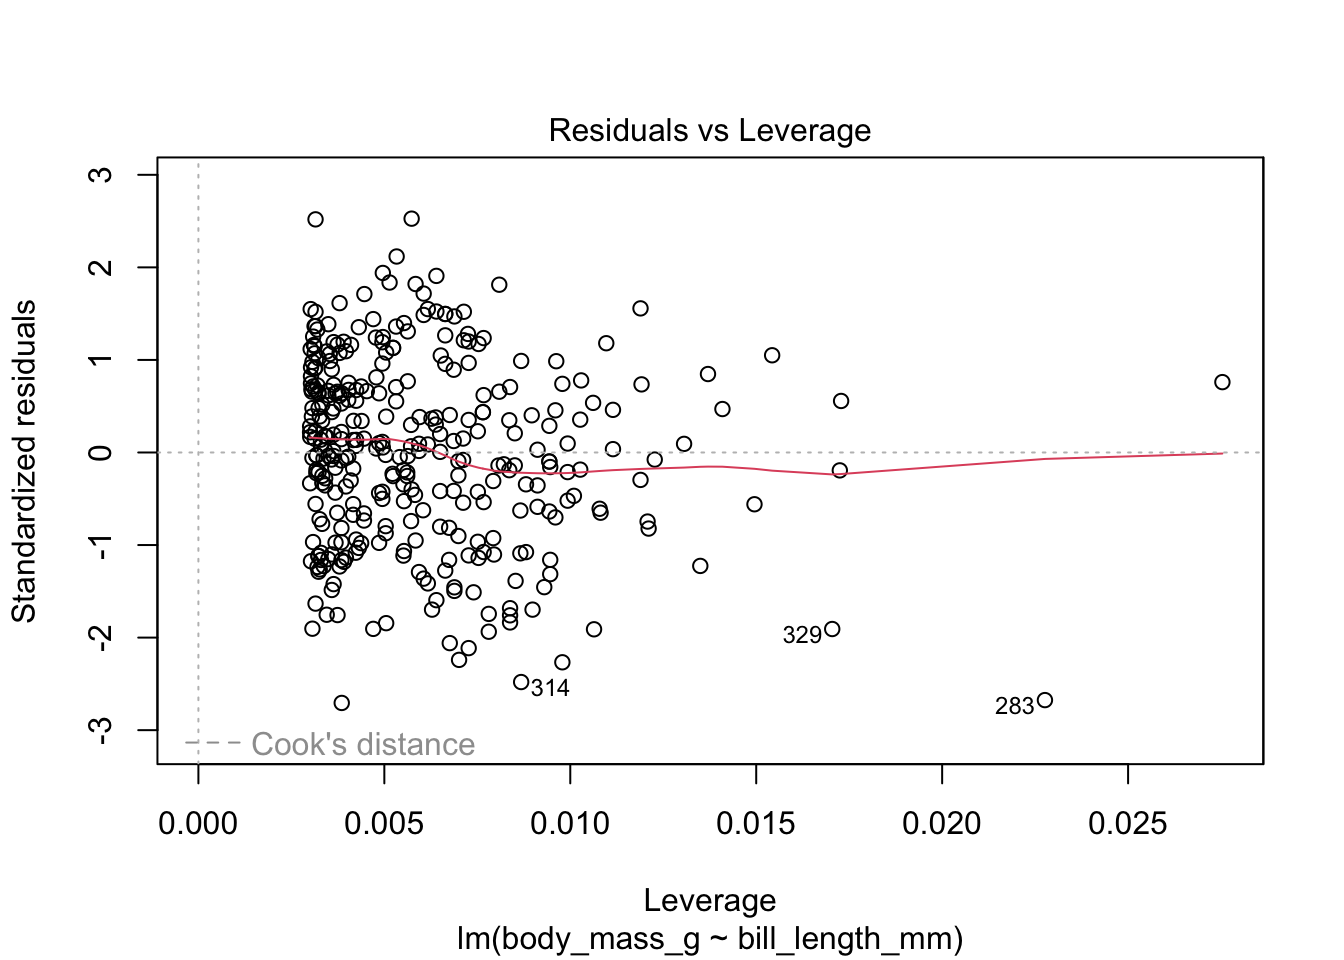 Residuals vs Leverage
Standardized residuals
3
2
1
0
-1
-2
-3
329
314
283
Cook's distance
0.000 0.005 0.010 0.015 0.020 0.025
Leverage
lm(body_mass_g ~ bill_length_mm)